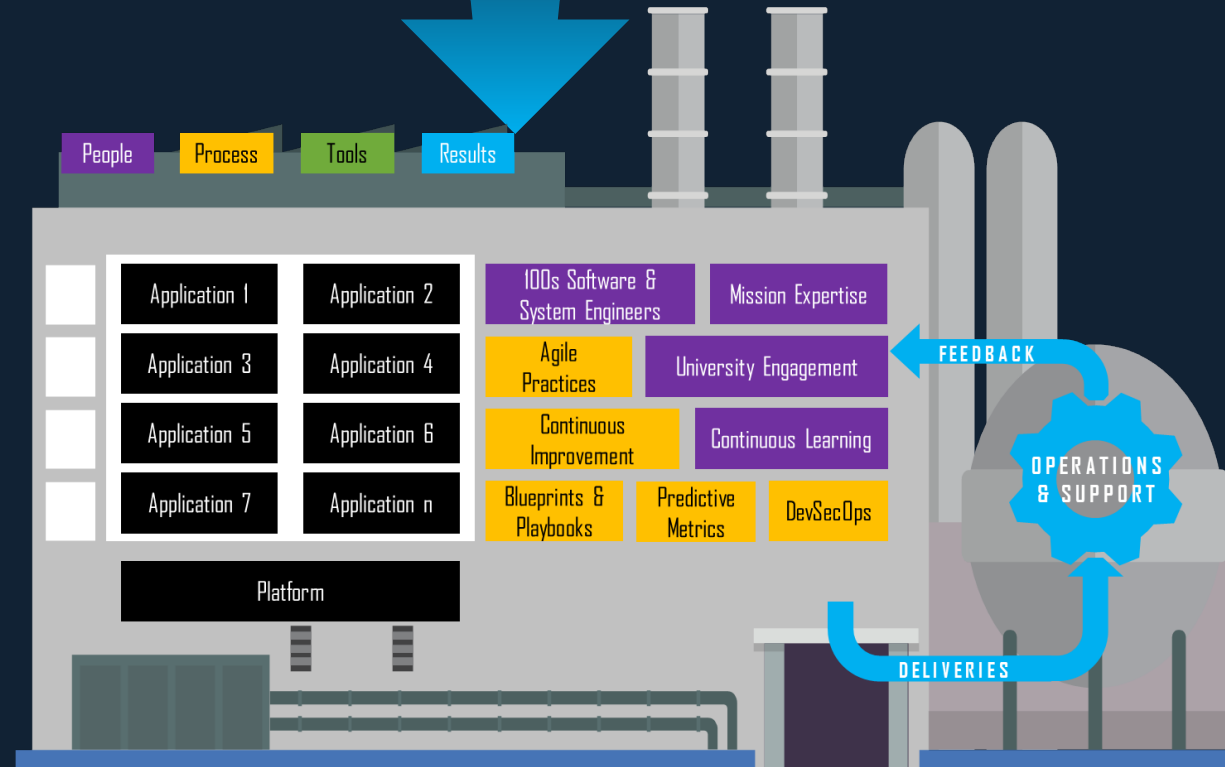 People
Process
Tools
Results
Application 1
Application 2
100s Software &
System Engineers
Mission Expertise
Application 3
Application 4
Agile
Practices
University Engagement
FEEDBACK
Application 5
Application 6
Continuous
Improvement
Continuous Learning
OPERATIONS
& SUPPORT
Application 7
Application n
Blueprints &
Playbooks
Predictive
Metrics
DevSecOps
Platform
DELIVERIES